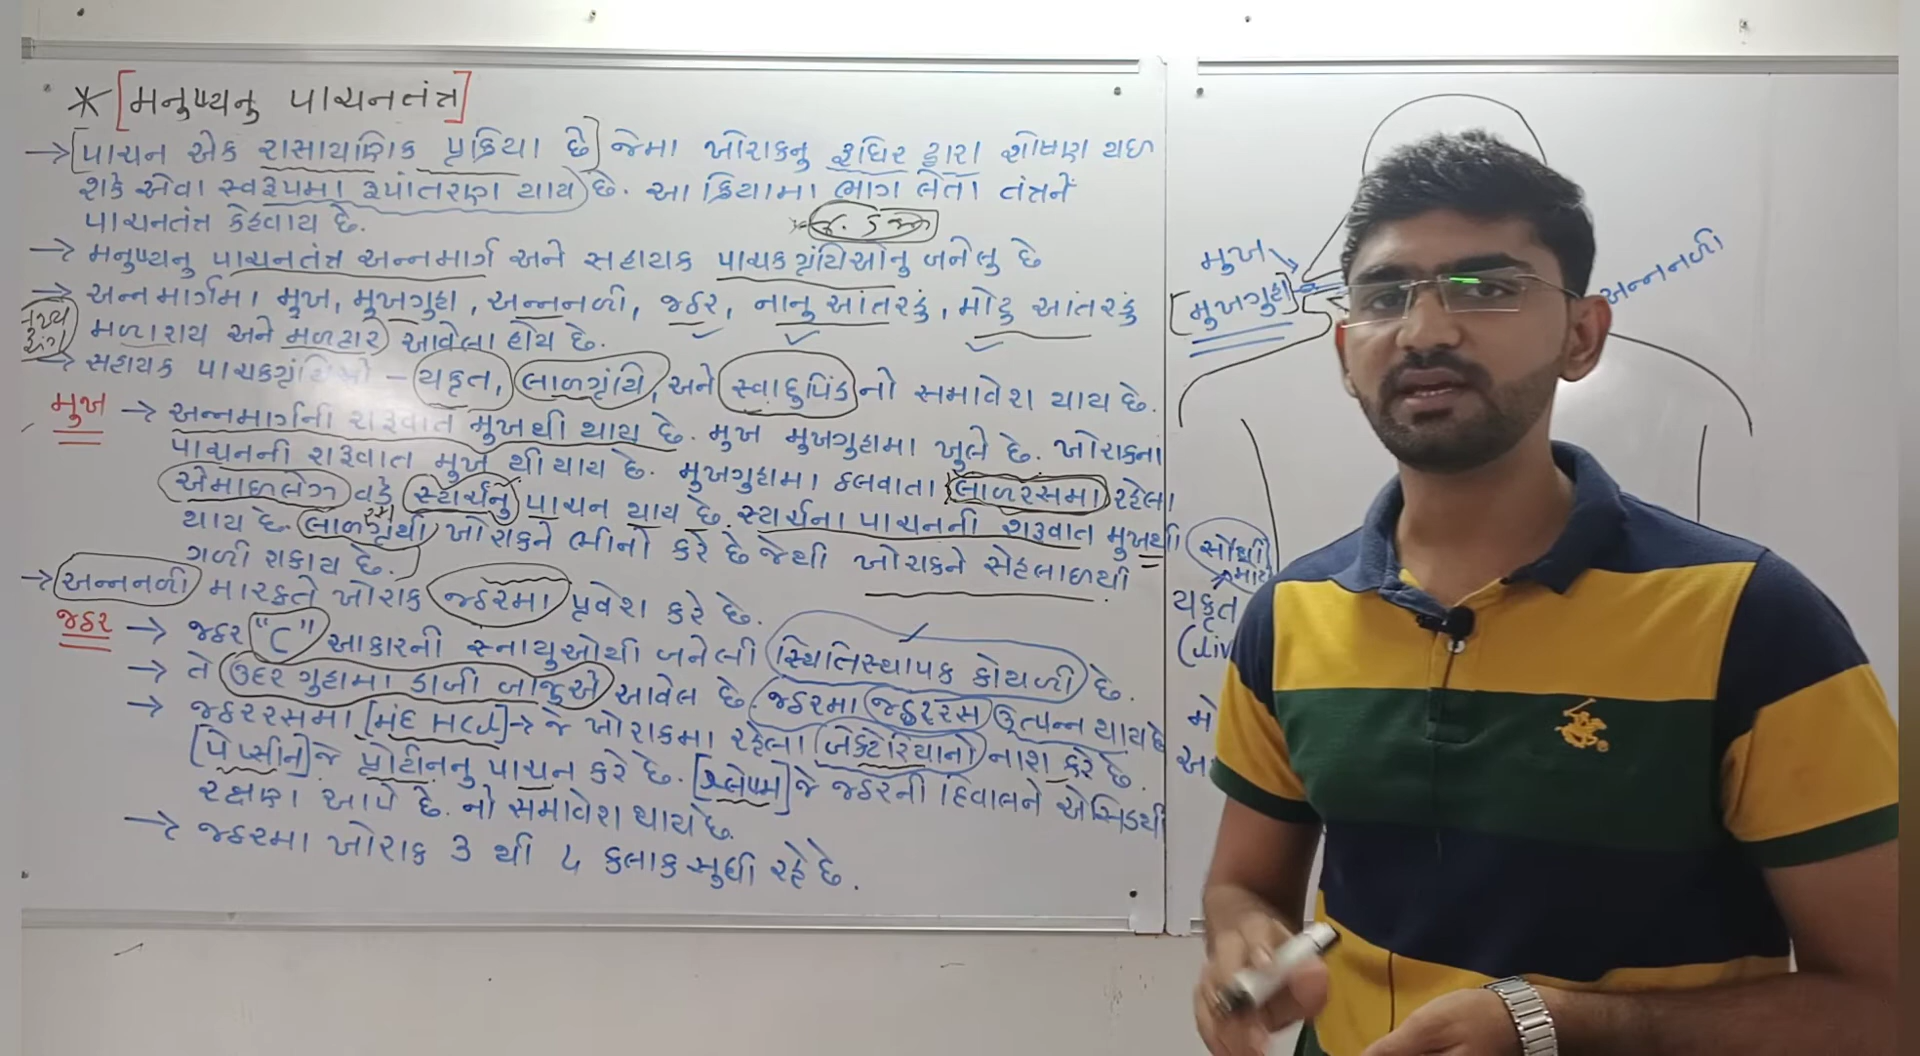 * [મનુષ્યનુ પાચનતંત્ર]
→ [પાચન એક રાસાયણિક પ્રક્રિયા છે] જેમા ખોરાકનુ રૂધિર દ્વારા શોષણ થઇ
શકે એવા સ્વરૂપમા રૂપાંતરણ થાય છે. આ ક્રિયામા ભાગ લેતા તંત્રને
પાચનતંત્ર કેહવાય છે.
→ મનુષ્યનુ પાચનતંત્ર અન્નમાર્ગ અને સહાયક પાચકગ્રંથિઓનુ બનેલુ છે
→ અન્નમાર્ગમા મુખ, મુખગુહા, અન્નનળી, જઠર, નાનુ આંતરડું, મોટુ આંતરડું
મળાશય અને મળદ્વાર આવેલા હોય છે.
મુખ્ય
અંગ
→ સહાયક પાચકગ્રંથિઓ - યકૃત, લાળગ્રંથિ, અને સ્વાદુપિંડ નો સમાવેશ થાય છે.
મુખ → અન્નમાર્ગની શરૂવાત મુખથી થાય છે. મુખ મુખગુહામા ખુલે છે. ખોરાકના
પાચનની શરૂવાત મુખ થી થાય છે. મુખગુહામા ઠલવાતા લાળરસમા રહેલા
એમાઇલેઝ વડે સ્ટાર્ચનુ પાચન થાય છે. સ્ટાર્ચના પાચનની શરૂવાત મુખથી
થાય છે. લાળગ્રંથી ખોરાકને ભીનો કરે છે જેથી ખોરાકને સેહલાઇથી
રસ
ગળી શકાય છે.
→ અન્નનળી મારફતે ખોરાક જઠરમા પ્રવેશ કરે છે.
જઠર → જઠર "C" આકારની સ્નાયુઓથી બનેલી સ્થિતિસ્થાપક કોથળી છે.
→ તે ઉદર ગુહામા ડાબી બાજુએ આવેલ છે. જઠરમા જઠરરસ ઉત્પન્ન થાય છે
→ જઠરરસમા [મંદ HCl] → જે ખોરાકમા રહેલા બેક્ટેરિયાનો નાશ કરે છે.
[પેપ્સીન] જે પ્રોટીનનુ પાચન કરે છે. [શ્લેષ્મ] જે જઠરની દિવાલને એસિડથી
રક્ષણ આપે છે. નો સમાવેશ થાય છે.
→ જઠરમા ખોરાક 3 થી 4 કલાક સુધી રહે છે.
મુખ
[મુખગુહા]
અન્નનળી
સૌથી
યકૃત